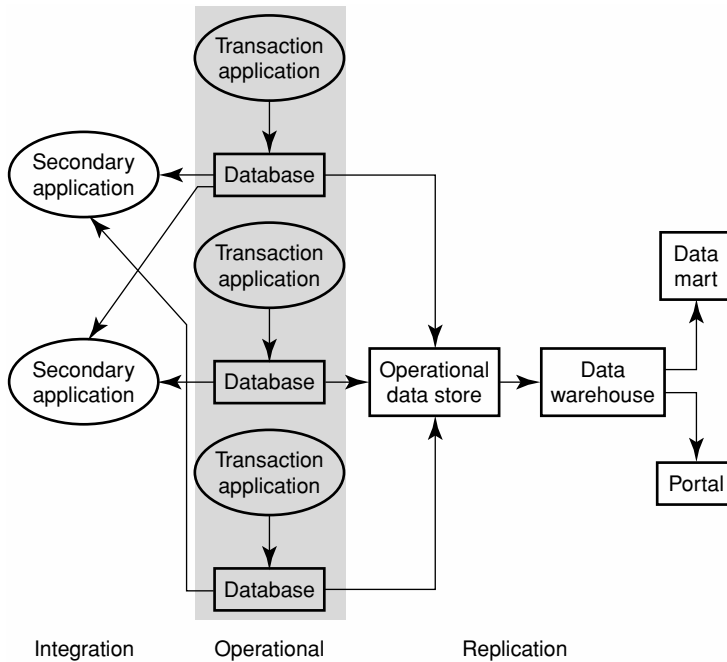 Transaction
application
Secondary
application
Database
Transaction
application
Data
mart
Secondary
application
Database
Operational
data store
Data
warehouse
Transaction
application
Portal
Database
Integration
Operational
Replication